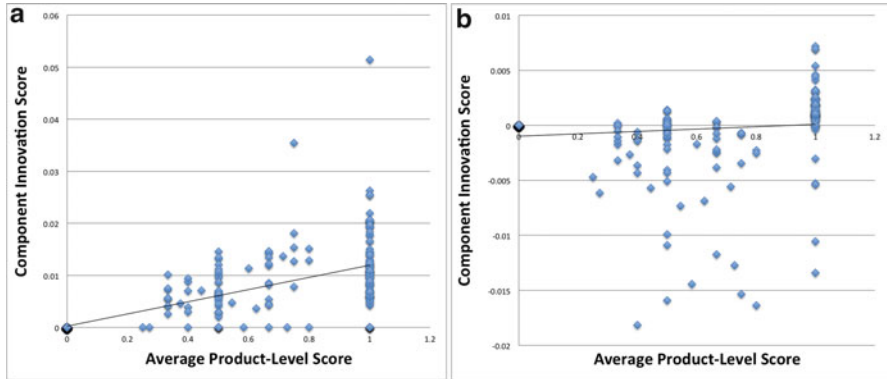 a
Component Innovation Score
0.06
0.05
0.04
0.03
0.02
0.01
0
0 0.2 0.4 0.6 0.8 1 1.2
Average Product-Level Score
b
Component Innovation Score
0.01
0.005
0
-0.005
-0.01
-0.015
-0.02
0 0.2 0.4 0.6 0.8 1 1.2
Average Product-Level Score